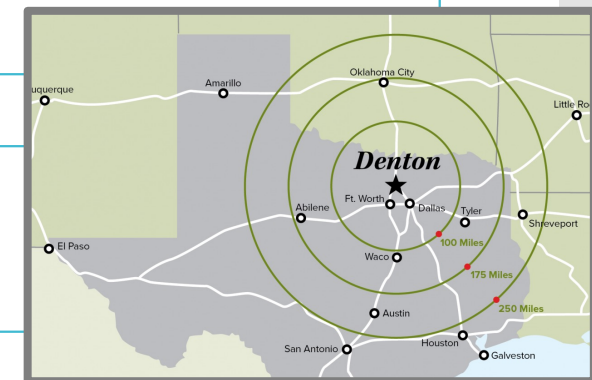 Oklahoma City
Amarillo
uquerque
Little Ro
Denton
Ft. Worth
Dallas
Tyler
Abilene
Shreveport
100 Miles
El Paso
Waco
175 Miles
250 Miles
Austin
Houston
San Antonio
Galveston